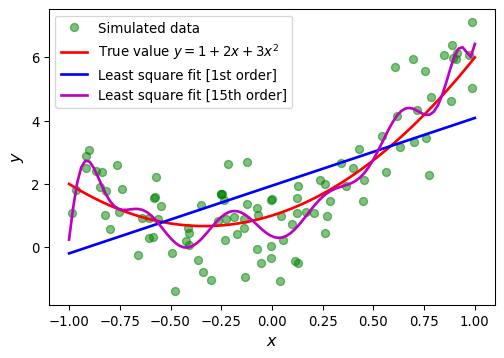 Simulated data
True value y = 1 + 2x + 3x²
Least square fit [1st order]
Least square fit [15th order]
y
6
4
2
0
−1.00 −0.75 −0.50 −0.25 0.00 0.25 0.50 0.75 1.00
x